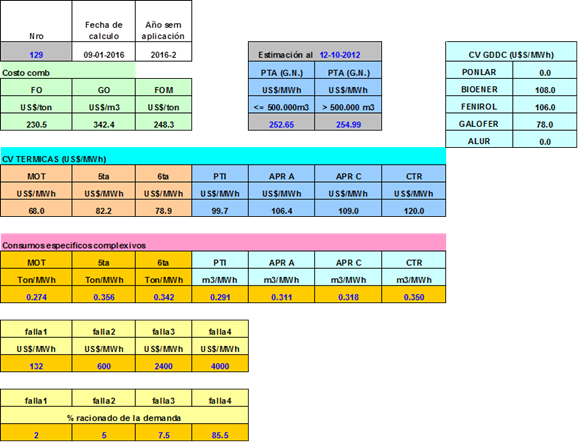 Nro Fecha de calculo Año sem aplicación
129 09-01-2016 2016-2 Estimación al 12-10-2012 CV GDDC (US$/MWh)
Costo comb PTA (G.N.) PTA (G.N.) PONLAR 0.0
FO GO FOM US$/MWh US$/MWh BIOENER 108.0
US$/ton US$/m3 US$/ton <= 500.000m3 > 500.000 m3 FENIROL 106.0
230.5 342.4 248.3 252.65 254.99 GALOFER 78.0
ALUR 0.0
CV TERMICAS (US$/MWh)
MOT 5ta 6ta PTI APR A APR C CTR
US$/MWh US$/MWh US$/MWh US$/MWh US$/MWh US$/MWh US$/MWh
68.0 82.2 78.9 99.7 106.4 109.0 120.0
Consumos especificos complexivos
MOT 5ta 6ta PTI APR A APR C CTR
Ton/MWh Ton/MWh Ton/MWh m3/MWh m3/MWh m3/MWh m3/MWh
0.274 0.356 0.342 0.291 0.311 0.318 0.350
falla1 falla2 falla3 falla4
US$/MWh US$/MWh US$/MWh US$/MWh
132 600 2400 4000
falla1 falla2 falla3 falla4
% racionado de la demanda
2 5 7.5 85.5